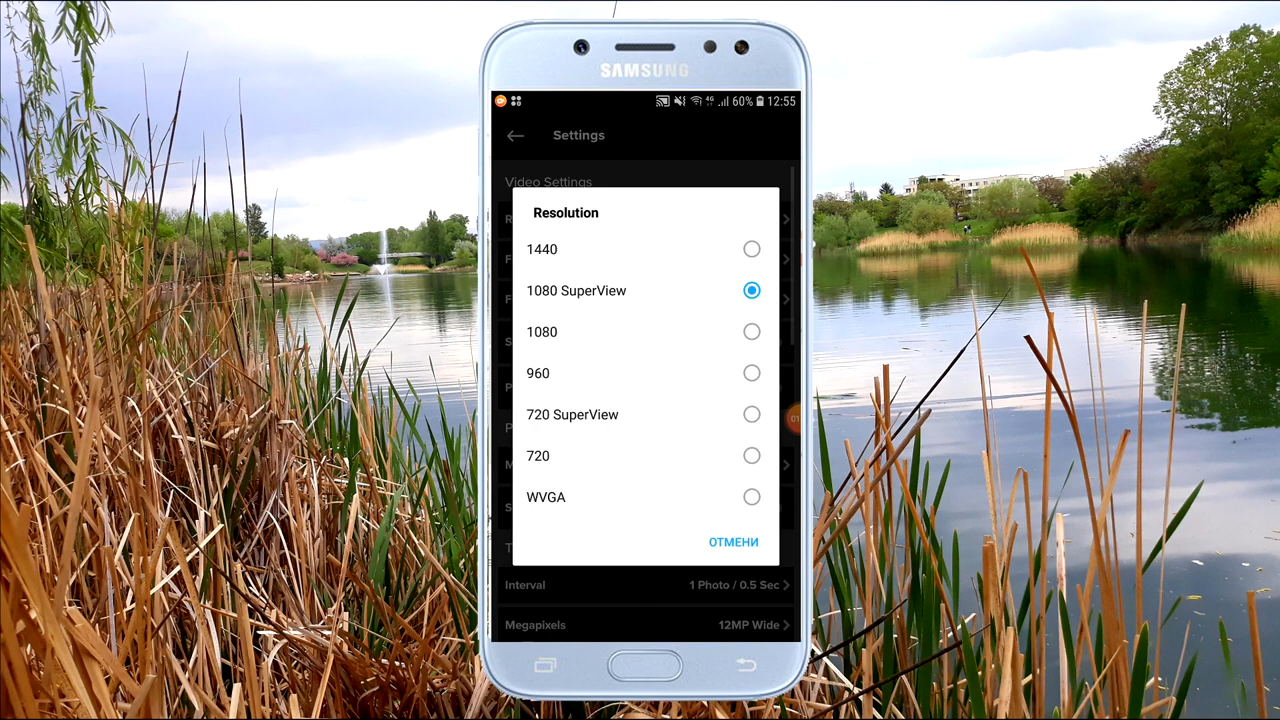 SAMSUNG
4G 60% 12:55
Settings
Video Settings
Resolution
1440
1080 SuperView
1080
960
720 SuperView
720
WVGA
ОТМЕНИ
Interval 1 Photo / 0.5 Sec
Megapixels 12MP Wide